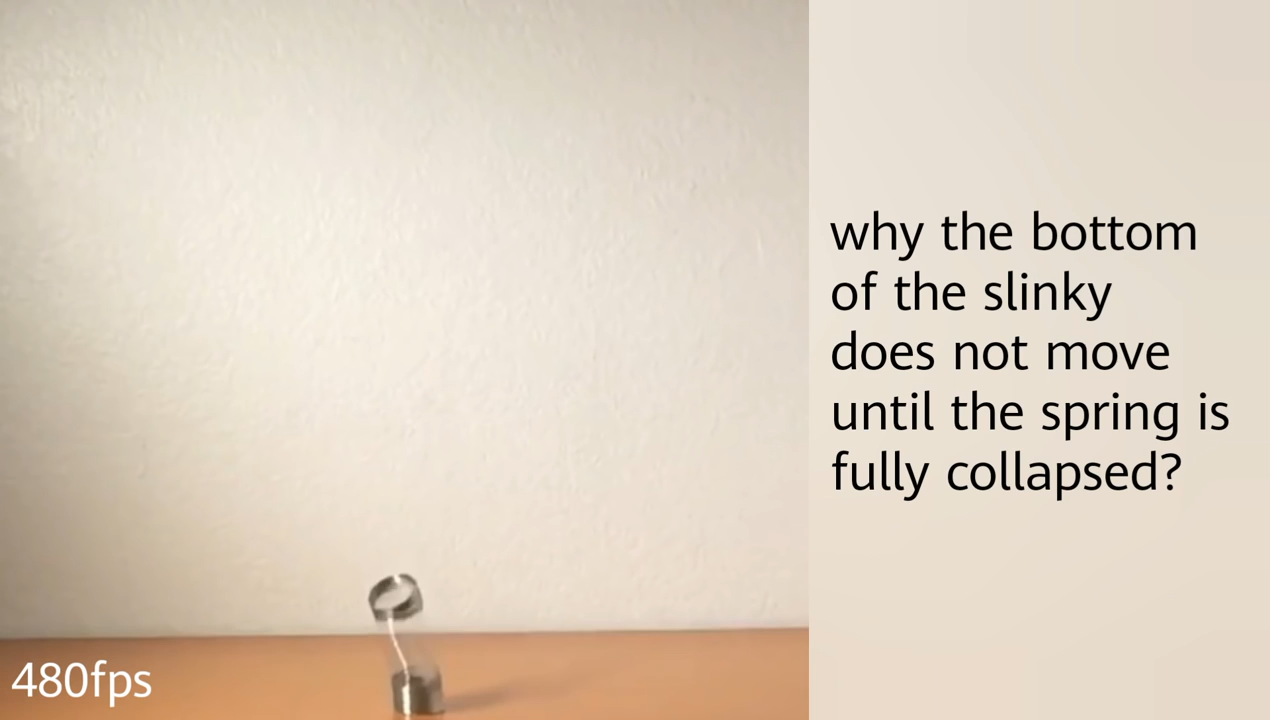 why the bottom
of the slinky
does not move
until the spring is
fully collapsed?
480fps